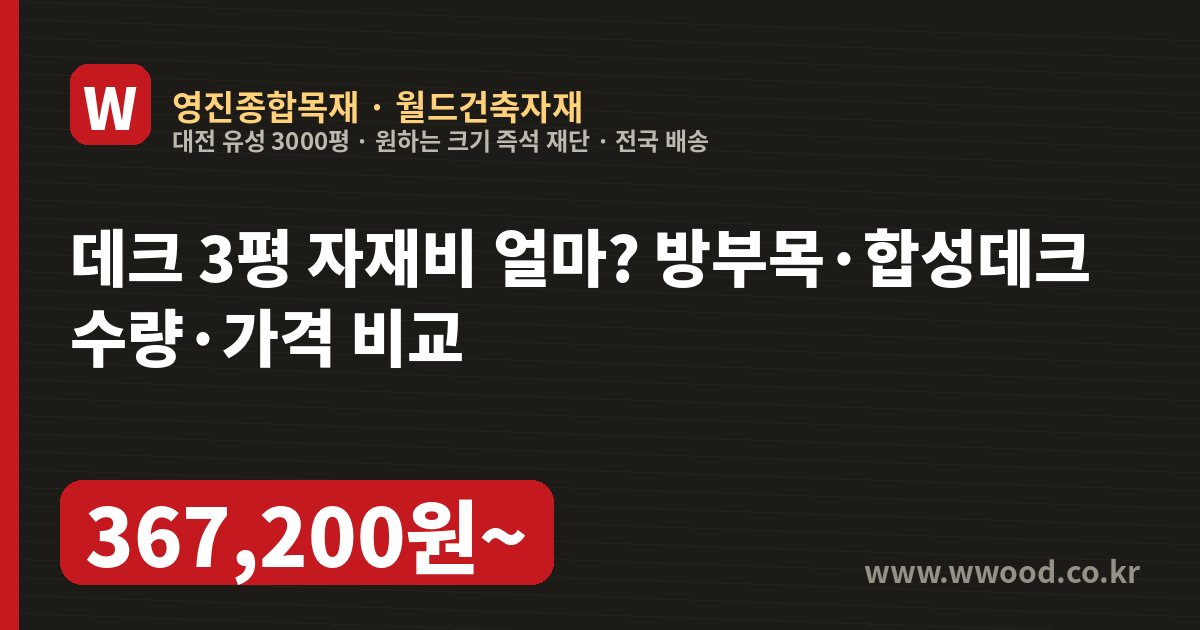 W
영진종합목재 · 월드건축자재
대전 유성 3000평 · 원하는 크기 즉석 재단 · 전국 배송
데크 3평 자재비 얼마? 방부목·합성데크
수량·가격 비교
367,200원~
www.wwood.co.kr